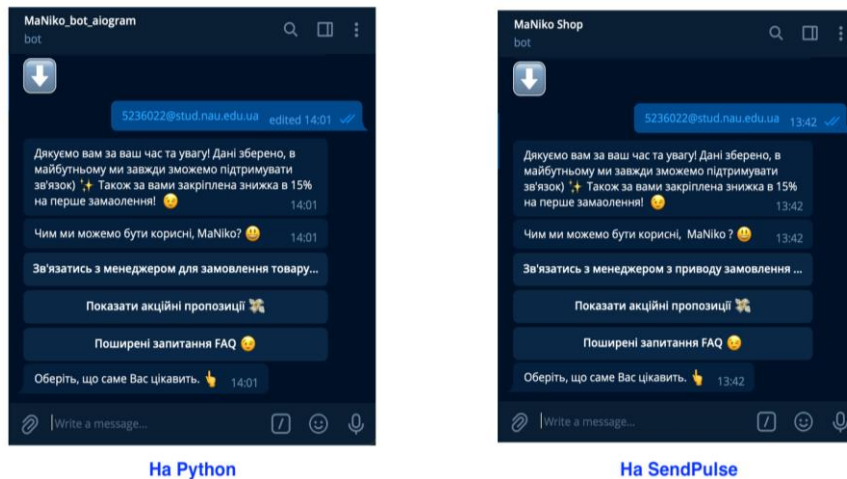 MaNiko_bot_aiogram
bot
5236022@stud.nau.edu.ua edited 14:01
Дякуємо вам за ваш час та увагу! Дані збережено, в
майбутньому ми завжди зможемо підтримувати
зв'язок) ✨ Також за вами закріплена знижка в 15%
на перше замаолення! 😉 14:01
Чим ми можемо бути корисні, MaNiko? 😃 14:01
Зв'язатись з менеджером для замовлення товару...
Показати акційні пропозиції 💸
Поширені запитання FAQ 😉
Оберіть, що саме Вас цікавить. 👆 14:01
Write a message...
На Python
MaNiko Shop
bot
5236022@stud.nau.edu.ua 13:42
Дякуємо вам за ваш час та увагу! Дані збережено, в
майбутньому ми завжди зможемо підтримувати
зв'язок) ✨ Також за вами закріплена знижка в 15%
на перше замаолення! 😉 13:42
Чим ми можемо бути корисні, MaNiko ? 😃 13:42
Зв'язатись з менеджером з приводу замовлення ...
Показати акційні пропозиції 💸
Поширені запитання FAQ 😉
Оберіть, що саме Вас цікавить. 👆 13:42
Write a message...
На SendPulse